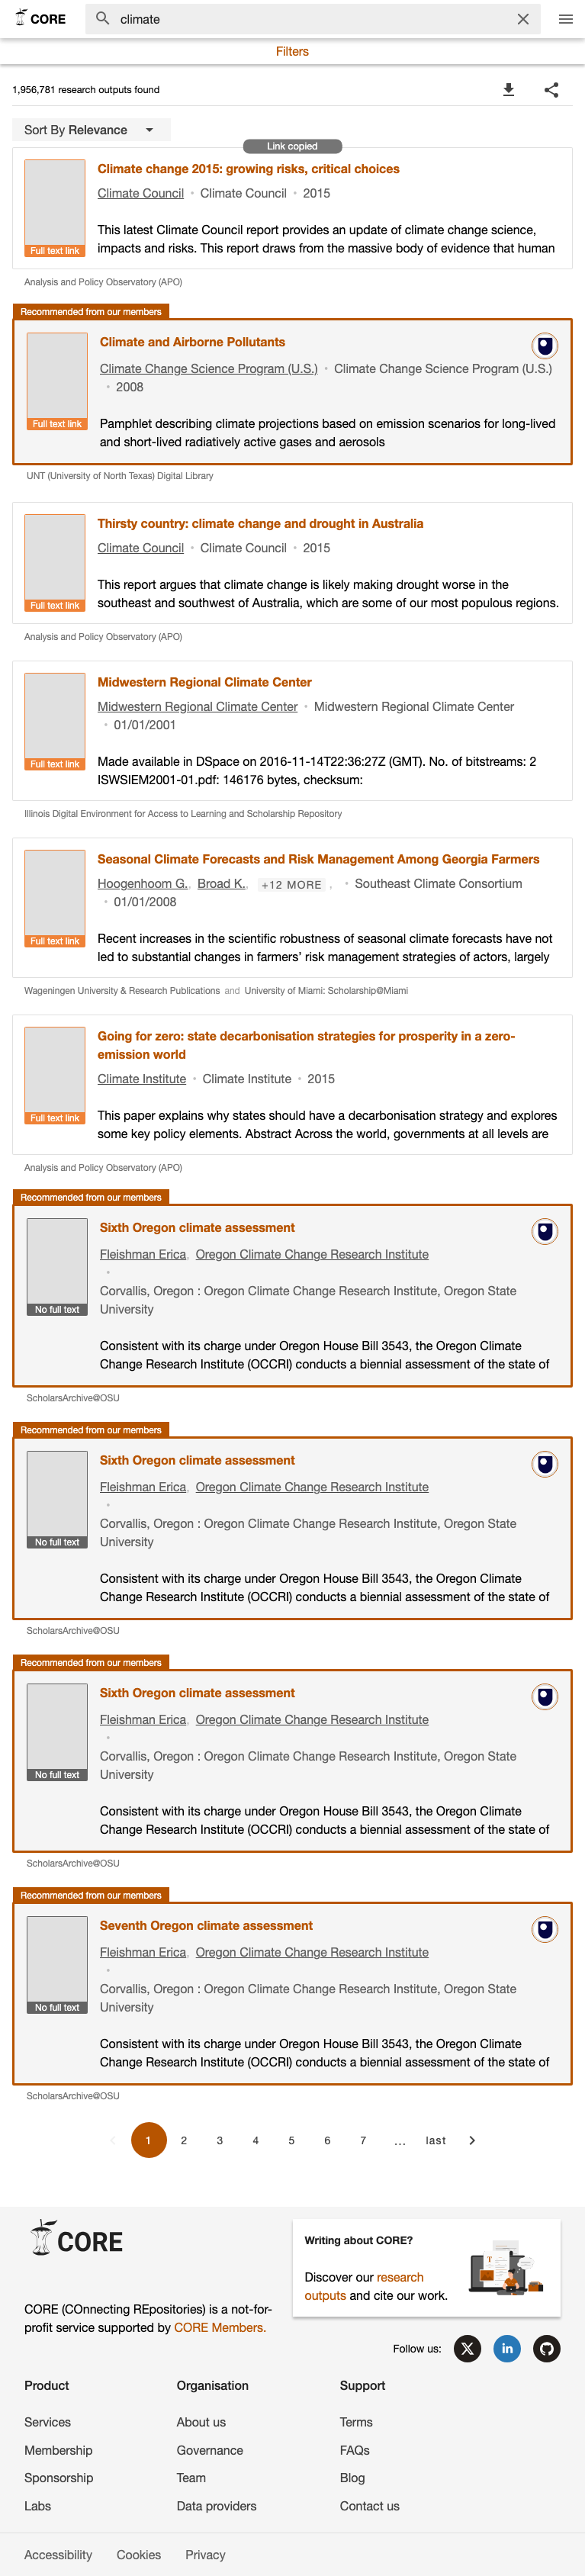 CORE
climate
Filters
1,956,781 research outputs found
Sort By Relevance
Link copied
Climate change 2015: growing risks, critical choices
Climate Council • Climate Council • 2015
This latest Climate Council report provides an update of climate change science,
impacts and risks. This report draws from the massive body of evidence that human
Full text link
Analysis and Policy Observatory (APO)
Recommended from our members
Climate and Airborne Pollutants
Climate Change Science Program (U.S.) • Climate Change Science Program (U.S.)
• 2008
Pamphlet describing climate projections based on emission scenarios for long-lived
and short-lived radiatively active gases and aerosols
Full text link
UNT (University of North Texas) Digital Library
Thirsty country: climate change and drought in Australia
Climate Council • Climate Council • 2015
This report argues that climate change is likely making drought worse in the
southeast and southwest of Australia, which are some of our most populous regions.
Full text link
Analysis and Policy Observatory (APO)
Midwestern Regional Climate Center
Midwestern Regional Climate Center • Midwestern Regional Climate Center
• 01/01/2001
Made available in DSpace on 2016-11-14T22:36:27Z (GMT). No. of bitstreams: 2
ISWSIEM2001-01.pdf: 146176 bytes, checksum:
Full text link
Illinois Digital Environment for Access to Learning and Scholarship Repository
Seasonal Climate Forecasts and Risk Management Among Georgia Farmers
Hoogenhoom G., Broad K., +12 MORE , • Southeast Climate Consortium
• 01/01/2008
Recent increases in the scientific robustness of seasonal climate forecasts have not
led to substantial changes in farmers’ risk management strategies of actors, largely
Full text link
Wageningen University & Research Publications and University of Miami: Scholarship@Miami
Going for zero: state decarbonisation strategies for prosperity in a zero-
emission world
Climate Institute • Climate Institute • 2015
This paper explains why states should have a decarbonisation strategy and explores
some key policy elements. Abstract Across the world, governments at all levels are
Full text link
Analysis and Policy Observatory (APO)
Recommended from our members
Sixth Oregon climate assessment
Fleishman Erica, Oregon Climate Change Research Institute
•
Corvallis, Oregon : Oregon Climate Change Research Institute, Oregon State
University
No full text
Consistent with its charge under Oregon House Bill 3543, the Oregon Climate
Change Research Institute (OCCRI) conducts a biennial assessment of the state of
ScholarsArchive@OSU
Recommended from our members
Sixth Oregon climate assessment
Fleishman Erica, Oregon Climate Change Research Institute
•
Corvallis, Oregon : Oregon Climate Change Research Institute, Oregon State
University
No full text
Consistent with its charge under Oregon House Bill 3543, the Oregon Climate
Change Research Institute (OCCRI) conducts a biennial assessment of the state of
ScholarsArchive@OSU
Recommended from our members
Sixth Oregon climate assessment
Fleishman Erica, Oregon Climate Change Research Institute
•
Corvallis, Oregon : Oregon Climate Change Research Institute, Oregon State
University
No full text
Consistent with its charge under Oregon House Bill 3543, the Oregon Climate
Change Research Institute (OCCRI) conducts a biennial assessment of the state of
ScholarsArchive@OSU
Recommended from our members
Seventh Oregon climate assessment
Fleishman Erica, Oregon Climate Change Research Institute
•
Corvallis, Oregon : Oregon Climate Change Research Institute, Oregon State
University
No full text
Consistent with its charge under Oregon House Bill 3543, the Oregon Climate
Change Research Institute (OCCRI) conducts a biennial assessment of the state of
ScholarsArchive@OSU
1 2 3 4 5 6 7 ... last
CORE
CORE (COnnecting REpositories) is a not-for-
profit service supported by CORE Members.
Writing about CORE?
Discover our research
outputs and cite our work.
Follow us:
Product Organisation Support
Services About us Terms
Membership Governance FAQs
Sponsorship Team Blog
Labs Data providers Contact us
Accessibility Cookies Privacy